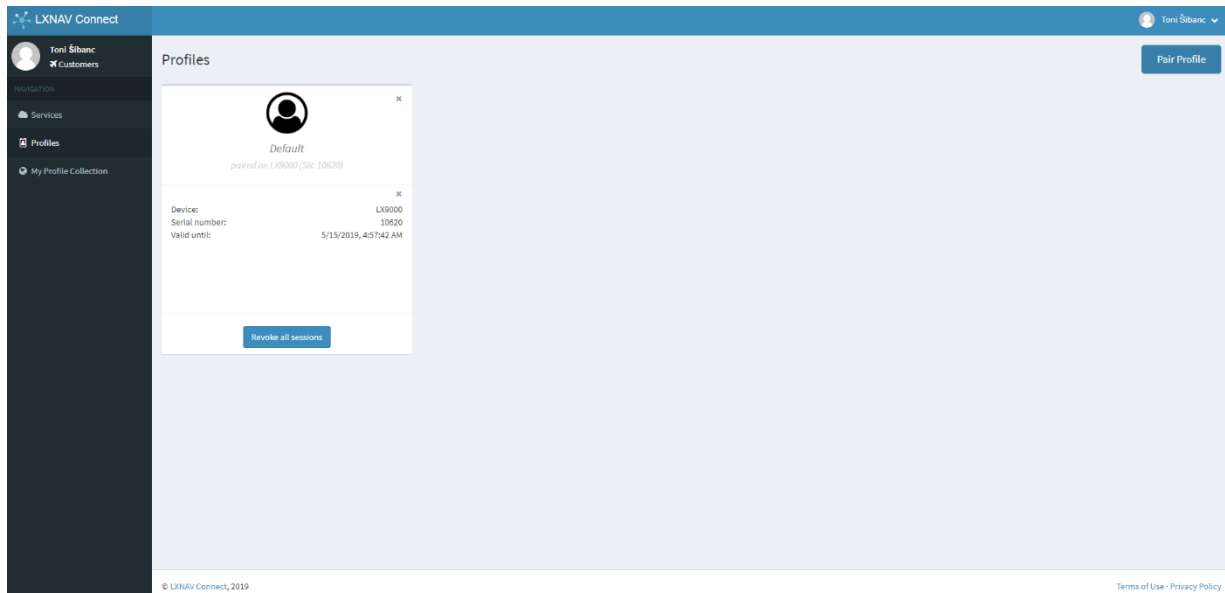 LXNAV Connect
Toni Šibanc
Toni Šibanc
Customers
NAVIGATION
Services
Profiles
My Profile Collection
Profiles
Pair Profile
Default
paired on LX9000 (SN: 10620)
Device: LX9000
Serial number: 10620
Valid until: 5/15/2019, 4:57:42 AM
Revoke all sessions
© LXNAV Connect, 2019
Terms of Use · Privacy Policy